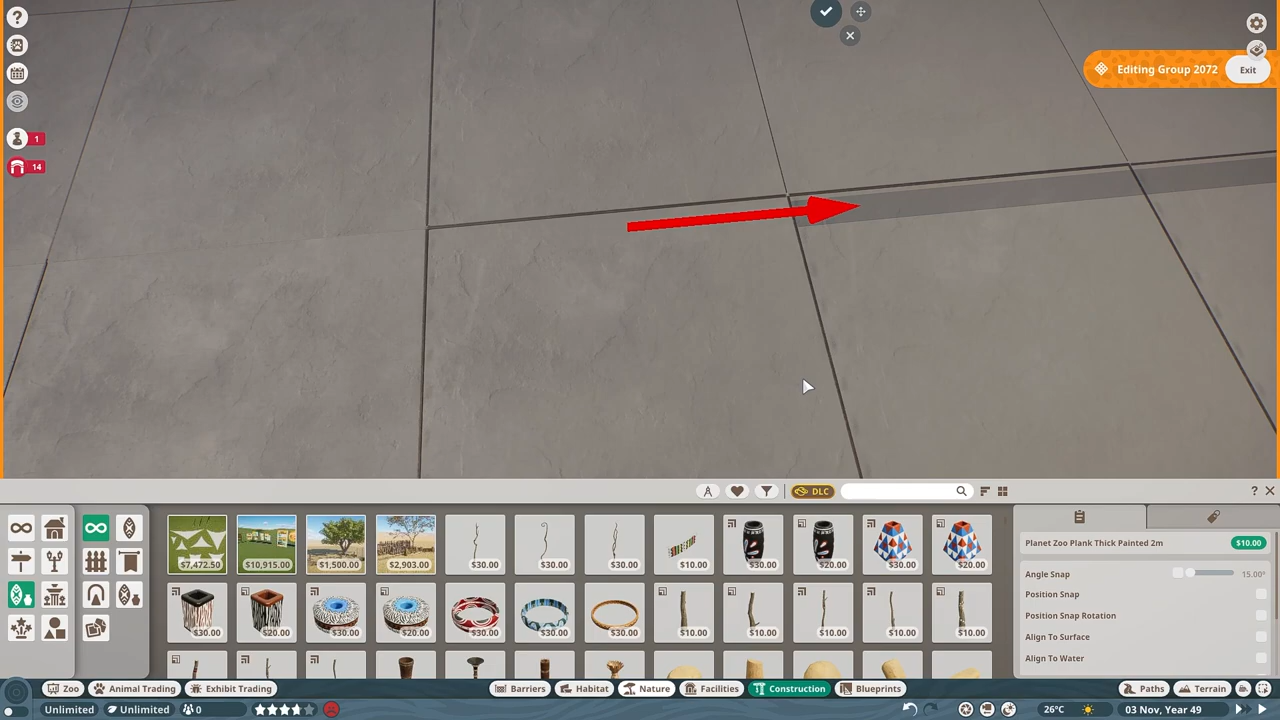 ?
Editing Group 2072
Exit
1
14
DLC
?
$7,472.50
$10,915.00
$1,500.00
$2,903.00
$30.00
$30.00
$30.00
$10.00
$30.00
$20.00
$30.00
$20.00
$30.00
$20.00
$30.00
$20.00
$30.00
$30.00
$30.00
$10.00
$10.00
$10.00
$10.00
$10.00
Planet Zoo Plank Thick Painted 2m
$10.00
Angle Snap
15.00°
Position Snap
Position Snap Rotation
Align To Surface
Align To Water
Zoo
Animal Trading
Exhibit Trading
Barriers
Habitat
Nature
Facilities
Construction
Blueprints
Paths
Terrain
Unlimited
Unlimited
0
26°C
03 Nov, Year 49